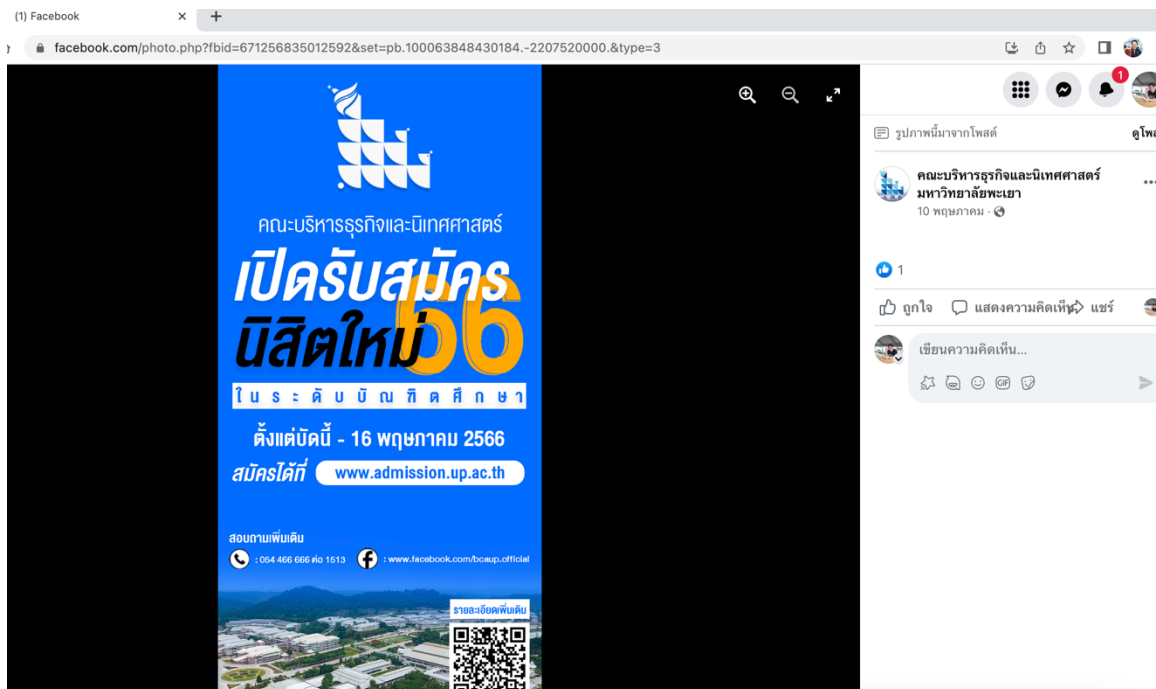 (1) Facebook
facebook.com/photo.php?fbid=671256835012592&set=pb.100063848430184.-2207520000.&type=3
คณะบริหารธุรกิจและนิเทศศาสตร์
เปิดรับสมัคร
นิสิตใหม่ 66
ในระดับบัณฑิตศึกษา
ตั้งแต่บัดนี้ - 16 พฤษภาคม 2566
สมัครได้ที่ www.admission.up.ac.th
สอบถามเพิ่มเติม
: 054 466 666 ต่อ 1513 : www.facebook.com/bcaup.official
รายละเอียดเพิ่มเติม
1
รูปภาพนี้มาจากโพสต์
คณะบริหารธุรกิจและนิเทศศาสตร์
มหาวิทยาลัยพะเยา
10 พฤษภาคม
1
ถูกใจ แสดงความคิดเห็น แชร์
เขียนความคิดเห็น...
GIF